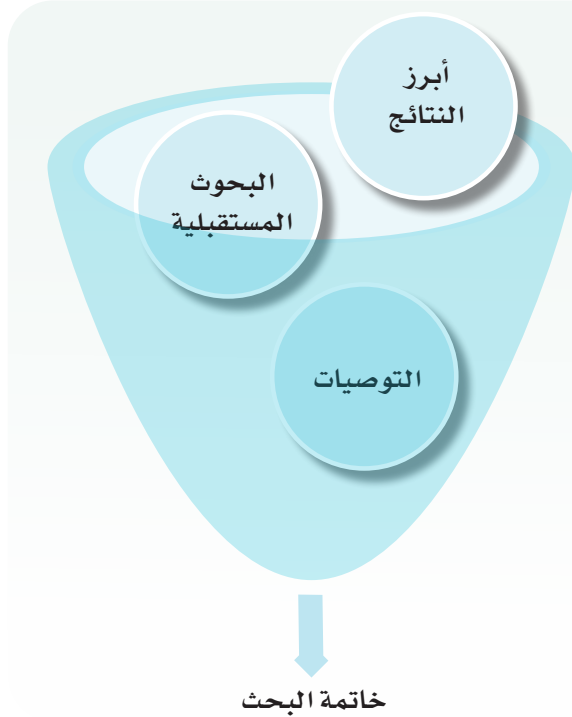 أبرز
النتائج
البحوث
المستقبلية
التوصيات
خاتمة البحث